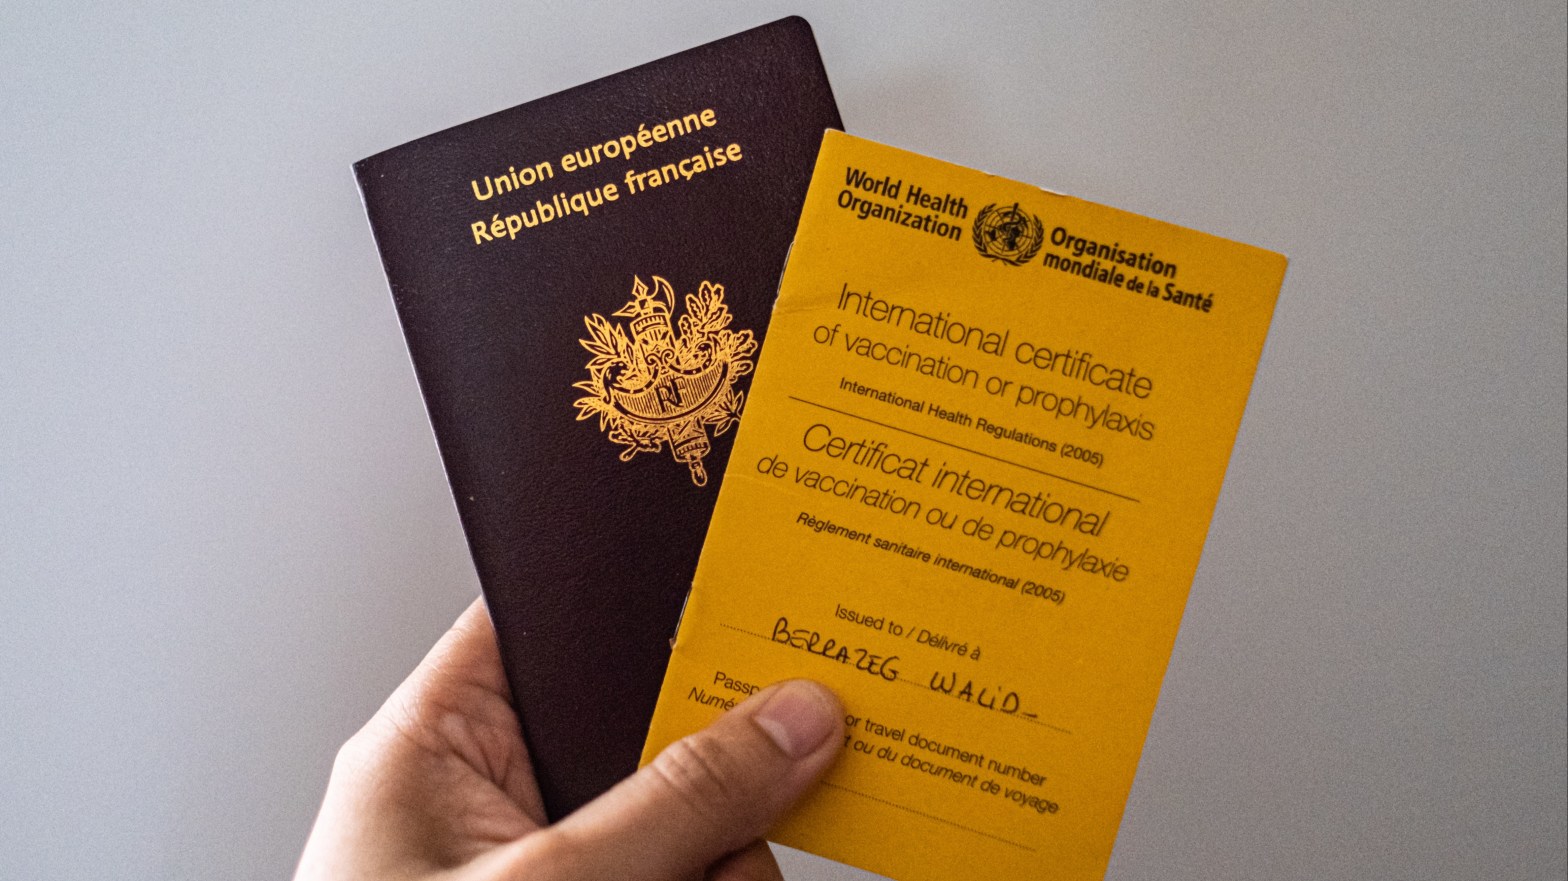 Union européenne
République française
RF
World Health
Organization
Organisation
mondiale de la Santé
International certificate
of vaccination or prophylaxis
International Health Regulations (2005)
Certificat international
de vaccination ou de prophylaxie
Règlement sanitaire international (2005)
Issued to / Délivré à
BERRAZEG WALID
or travel document number
ou du document de voyage